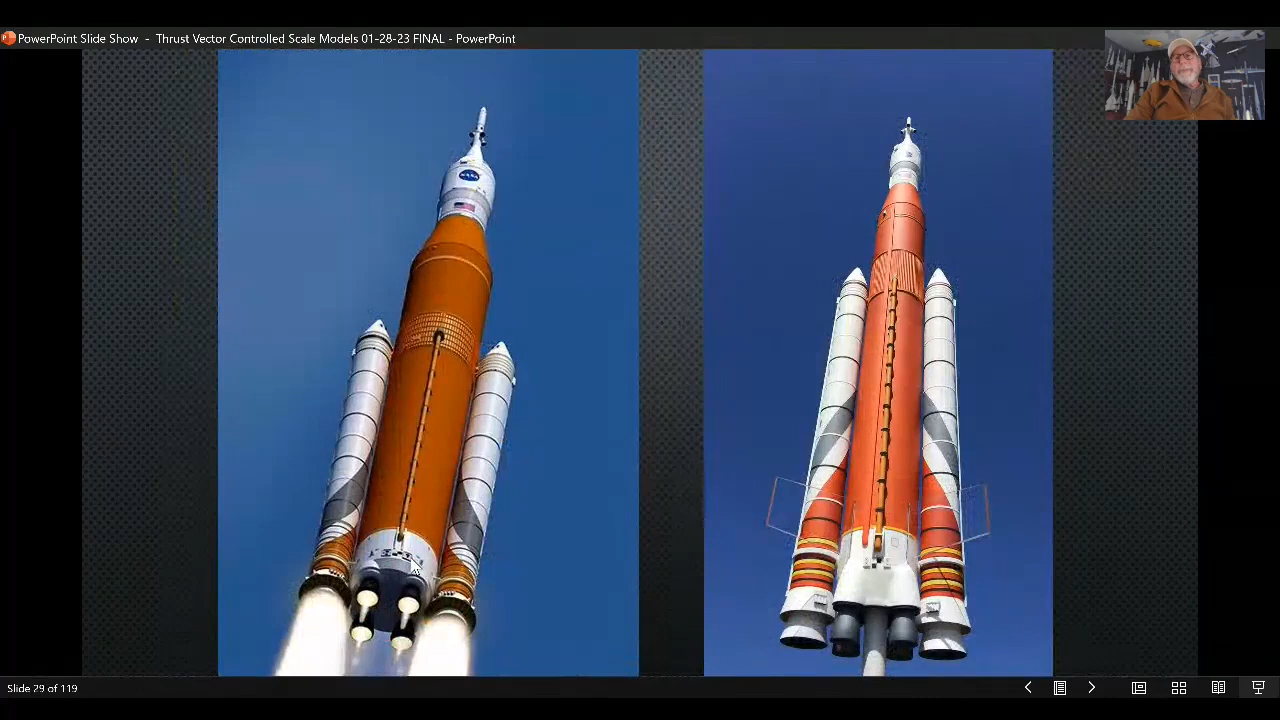 PowerPoint Slide Show - Thrust Vector Controlled Scale Models 01-28-23 FINAL - PowerPoint
NASA
Slide 29 of 119